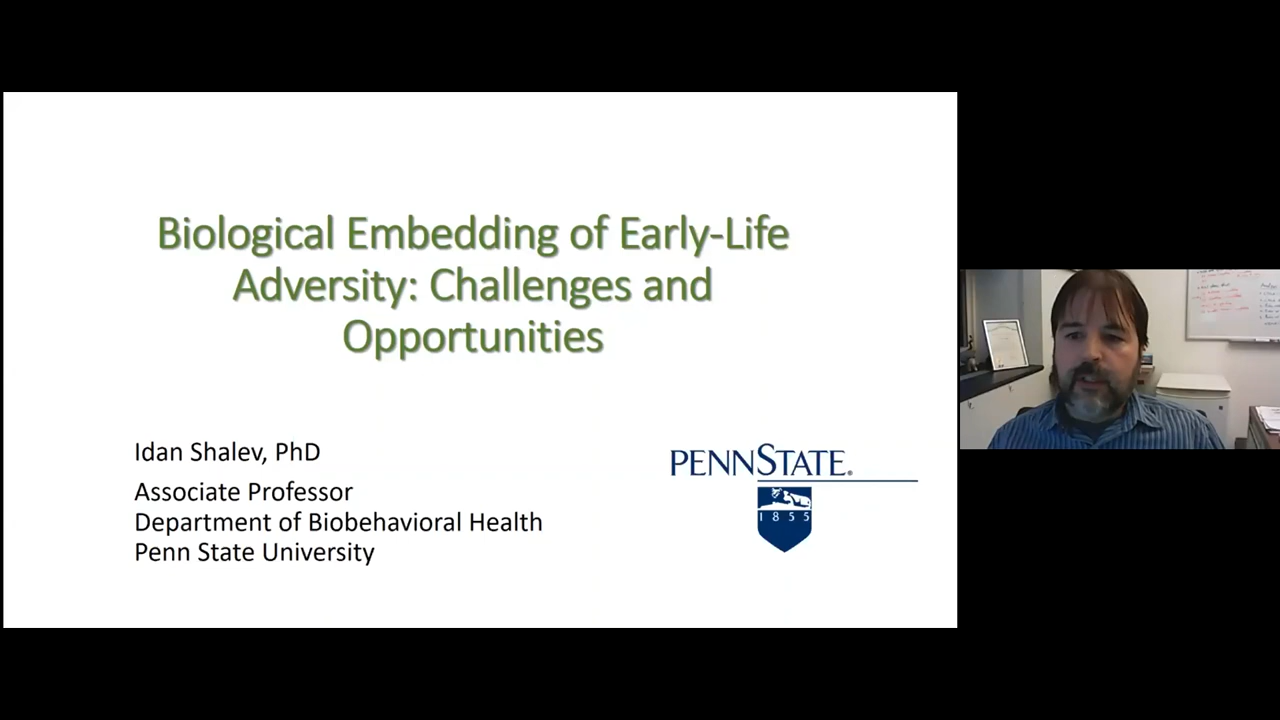 Biological Embedding of Early-Life
Adversity: Challenges and
Opportunities
Idan Shalev, PhD
Associate Professor
Department of Biobehavioral Health
Penn State University
PENNSTATE®
1855